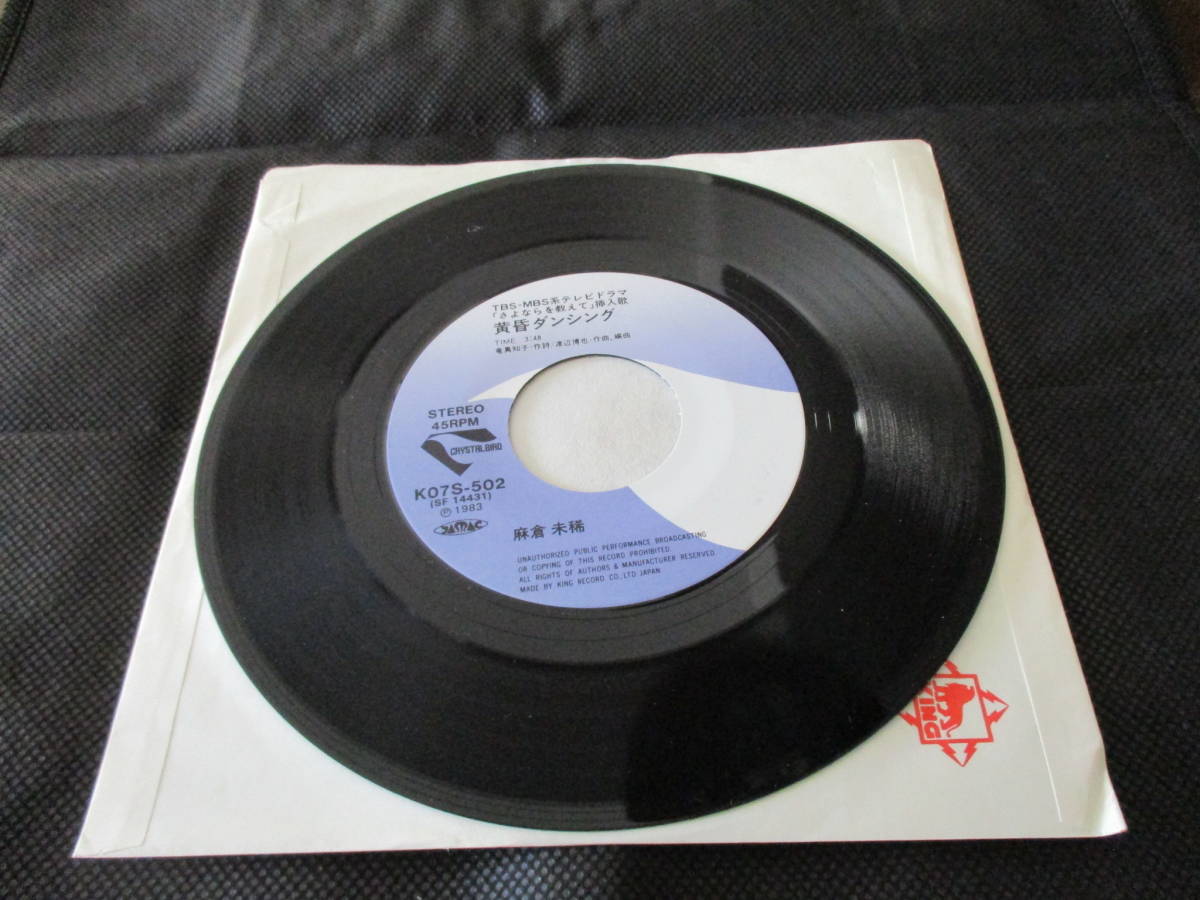 TBS-MBS系テレビドラマ
「さよならを教えて」挿入歌
黄昏ダンシング
TIME 3:48
竜真知子・作詩/渡辺博也・作曲、編曲
STEREO
45RPM
CRYSTALBIRD
K07S-502
(SF 14431)
Ⓟ 1983
JASRAC
麻倉 未稀
UNAUTHORIZED PUBLIC PERFORMANCE BROADCASTING
OR COPYING OF THIS RECORD PROHIBITED.
ALL RIGHTS OF AUTHORS & MANUFACTURER RESERVED.
MADE BY KING RECORD CO., LTD JAPAN
KING